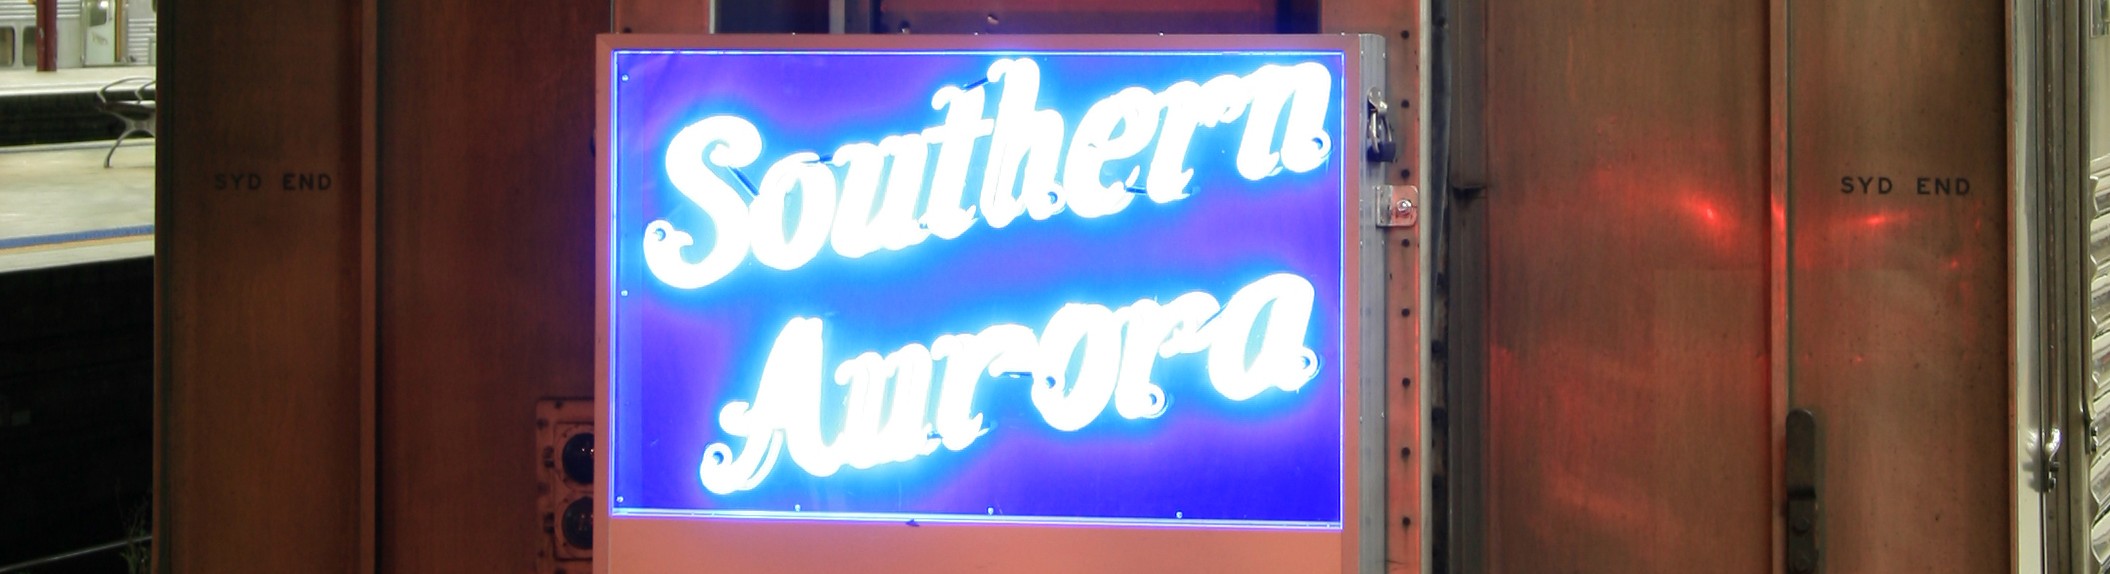 SYD END
Southern
Aurora
SYD END